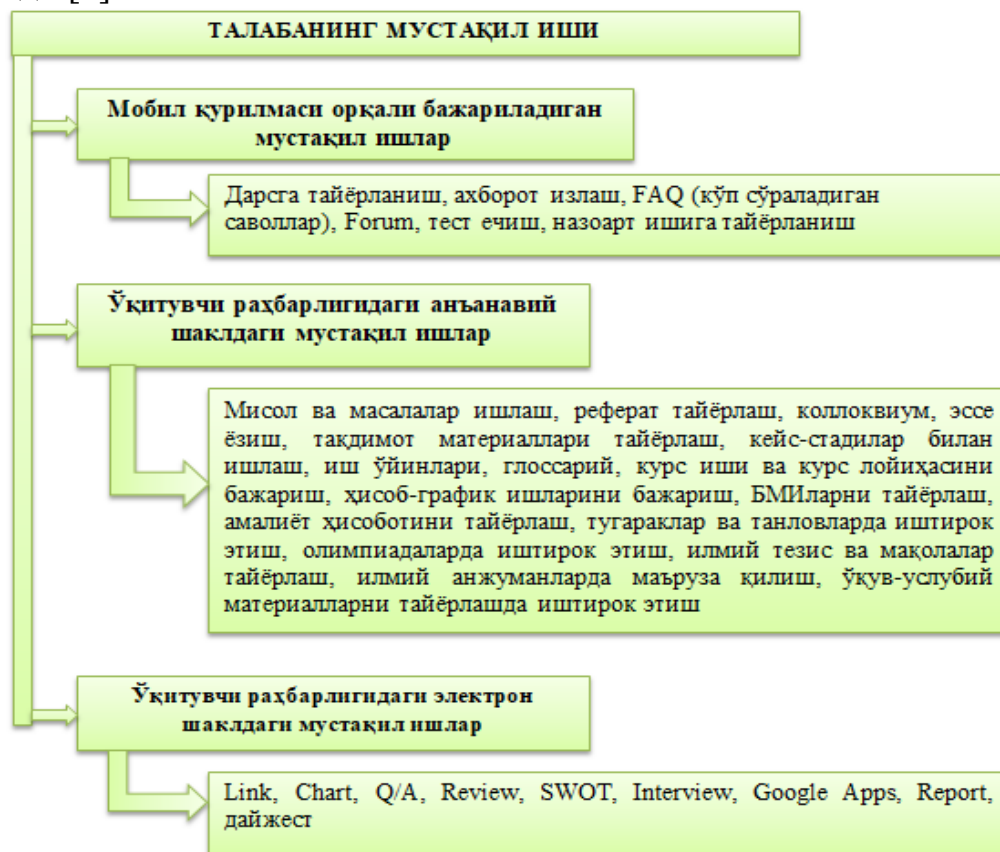 ТАЛАБАНИНГ МУСТАҚИЛ ИШИ
Мобил қурилмаси орқали бажариладиган
мустақил ишлар
Дарсга тайёрланиш, ахборот излаш, FAQ (кўп сўраладиган
саволлар), Forum, тест ечиш, назоарт ишига тайёрланиш
Ўқитувчи раҳбарлигидаги анъанавий
шаклдаги мустақил ишлар
Мисол ва масалалар ишлаш, реферат тайёрлаш, коллоквиум, эссе
ёзиш, тақдимот материаллари тайёрлаш, кейс-стадилар билан
ишлаш, иш ўйинлари, глоссарий, курс иши ва курс лойиҳасини
бажариш, ҳисоб-график ишларини бажариш, БМИларни тайёрлаш,
амалиёт ҳисоботини тайёрлаш, тугараклар ва танловларда иштирок
этиш, олимпиадаларда иштирок этиш, илмий тезис ва мақолалар
тайёрлаш, илмий анжуманларда маъруза қилиш, ўқув-услубий
материалларни тайёрлашда иштирок этиш
Ўқитувчи раҳбарлигидаги электрон
шаклдаги мустақил ишлар
Link, Chart, Q/A, Review, SWOT, Interview, Google Apps, Report,
дайжест